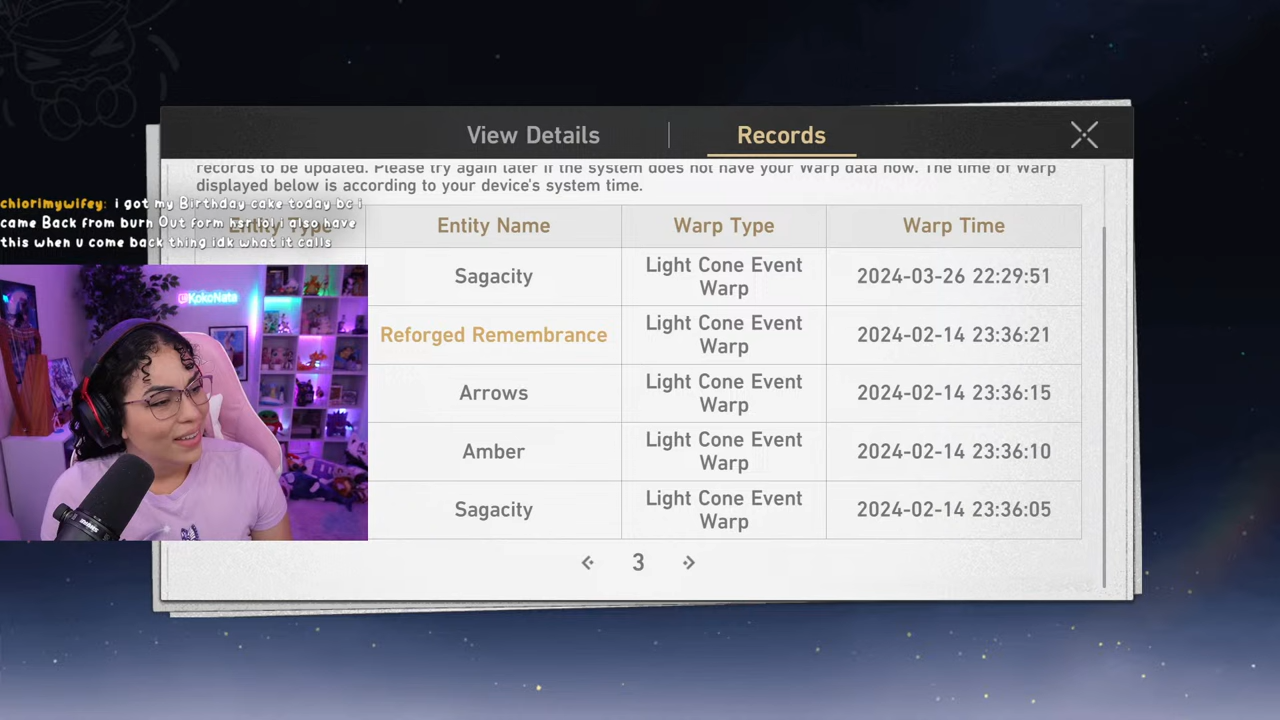 View Details
Records
records to be updated. Please try again later if the system does not have your Warp data now. The time of Warp
displayed below is according to your device's system time.
chiorimywifey: i got my Birthday cake today bc i
came Back from burn Out form hsr lol i also have
this when u come back thing idk what it calls
Entity Type Entity Name Warp Type Warp Time
Sagacity Light Cone Event Warp 2024-03-26 22:29:51
Reforged Remembrance Light Cone Event Warp 2024-02-14 23:36:21
Arrows Light Cone Event Warp 2024-02-14 23:36:15
Amber Light Cone Event Warp 2024-02-14 23:36:10
Sagacity Light Cone Event Warp 2024-02-14 23:36:05
3
@KokoNata